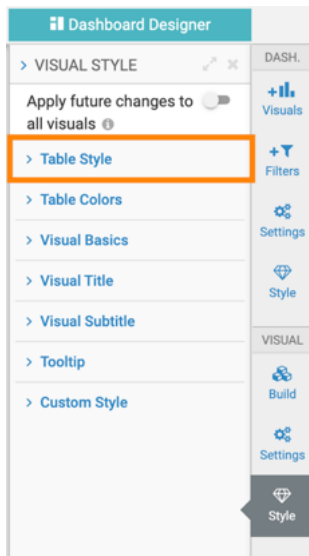 Dashboard Designer
VISUAL STYLE
Apply future changes to
all visuals
Table Style
Table Colors
Visual Basics
Visual Title
Visual Subtitle
Tooltip
Custom Style
DASH.
Visuals
Filters
Settings
Style
VISUAL
Build
Settings
Style